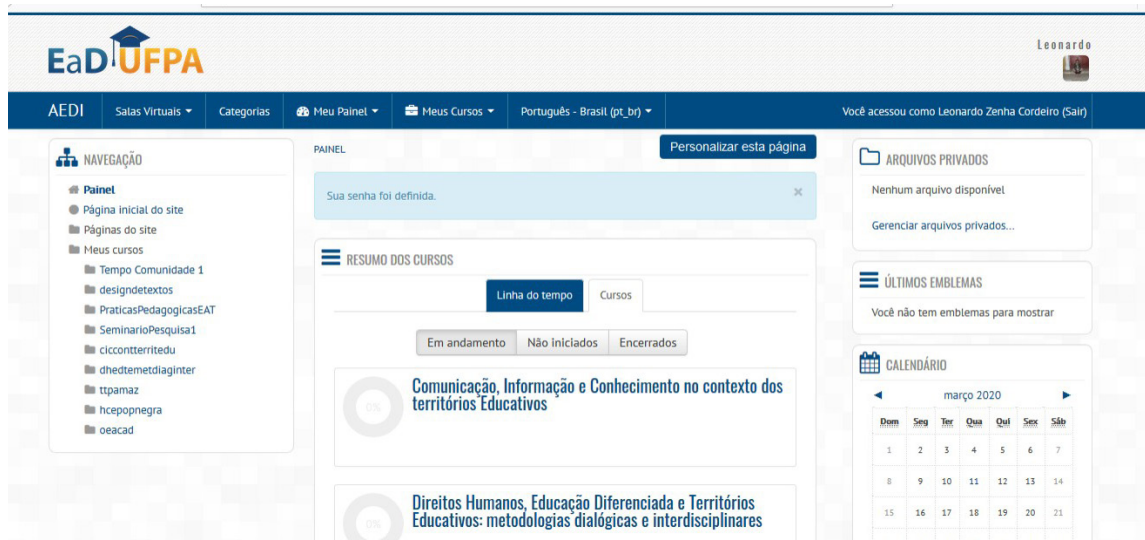 EaD UFPA
Leonardo
AEDI Salas Virtuais Categorias Meu Painel Meus Cursos Português - Brasil (pt_br) Você acessou como Leonardo Zenha Cordeiro (Sair)
NAVEGAÇÃO
Painel
Página inicial do site
Páginas do site
Meus cursos
Tempo Comunidade 1
designdetextos
PraticasPedagogicasEAT
SeminarioPesquisa1
ciccontterritedu
dhedtemetdiaginter
ttpamaz
hcepopnegra
oeacad
PAINEL
Personalizar esta página
Sua senha foi definida. ×
RESUMO DOS CURSOS
Linha do tempo Cursos
Em andamento Não iniciados Encerrados
0%
Comunicação, Informação e Conhecimento no contexto dos
territórios Educativos
0%
Direitos Humanos, Educação Diferenciada e Territórios
Educativos: metodologias dialógicas e interdisciplinares
ARQUIVOS PRIVADOS
Nenhum arquivo disponível
Gerenciar arquivos privados...
ÚLTIMOS EMBLEMAS
Você não tem emblemas para mostrar
CALENDÁRIO
março 2020
Dom Seg Ter Qua Qui Sex Sáb
1 2 3 4 5 6 7
8 9 10 11 12 13 14
15 16 17 18 19 20 21